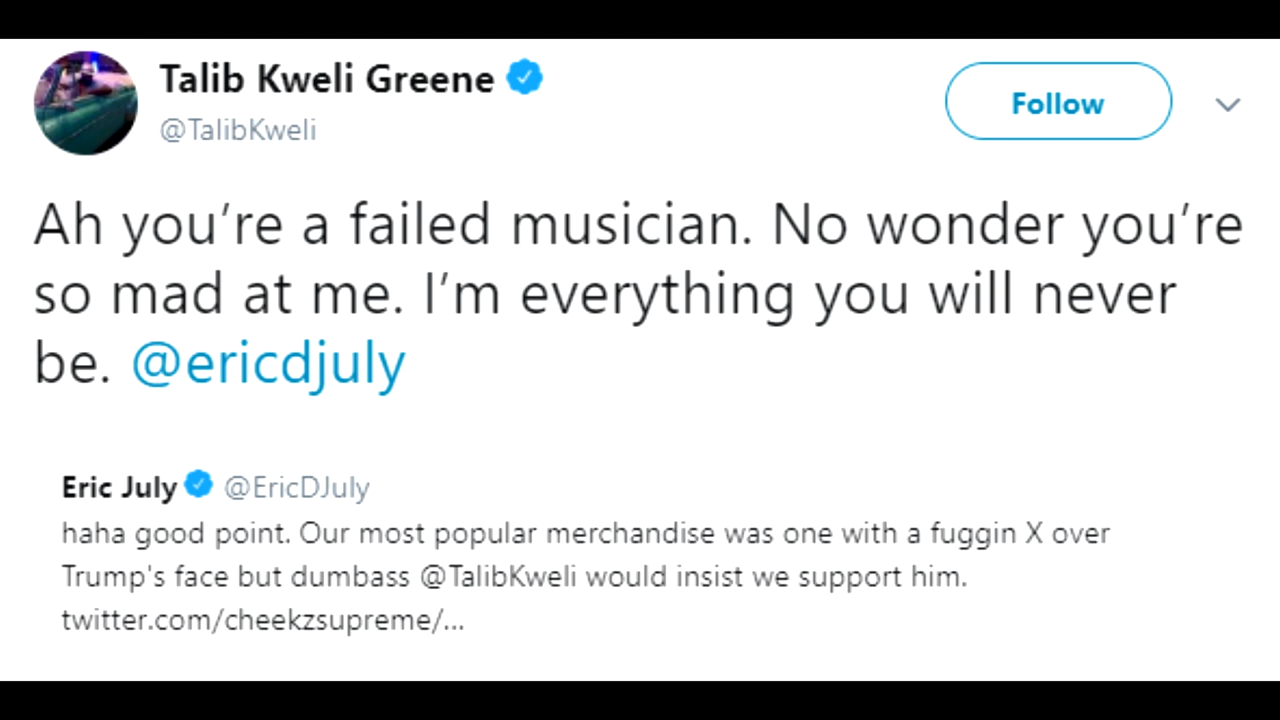 Talib Kweli Greene
@TalibKweli
Follow
Ah you’re a failed musician. No wonder you’re
so mad at me. I’m everything you will never
be. @ericdjuly
Eric July @EricDJuly
haha good point. Our most popular merchandise was one with a fuggin X over
Trump's face but dumbass @TalibKweli would insist we support him.
twitter.com/cheekzsupreme/...